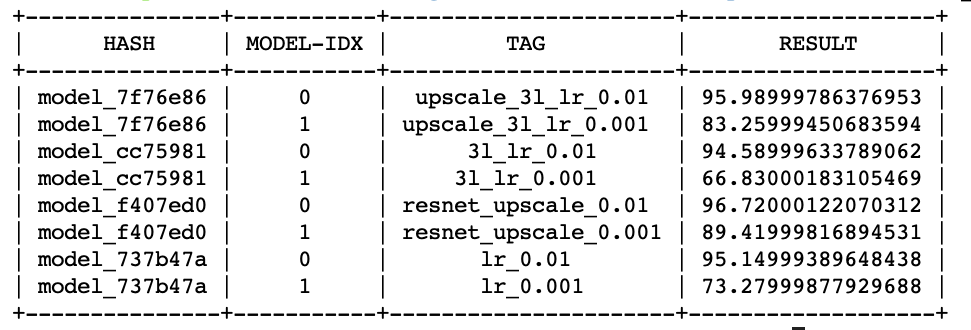 +---------------+-----------+----------------------+-------------------+
| HASH | MODEL-IDX | TAG | RESULT |
+---------------+-----------+----------------------+-------------------+
| model_7f76e86 | 0 | upscale_3l_lr_0.01 | 95.98999786376953 |
| model_7f76e86 | 1 | upscale_3l_lr_0.001 | 83.25999450683594 |
| model_cc75981 | 0 | 3l_lr_0.01 | 94.58999633789062 |
| model_cc75981 | 1 | 3l_lr_0.001 | 66.83000183105469 |
| model_f407ed0 | 0 | resnet_upscale_0.01 | 96.72000122070312 |
| model_f407ed0 | 1 | resnet_upscale_0.001 | 89.41999816894531 |
| model_737b47a | 0 | lr_0.01 | 95.14999389648438 |
| model_737b47a | 1 | lr_0.001 | 73.27999877929688 |
+---------------+-----------+----------------------+-------------------+